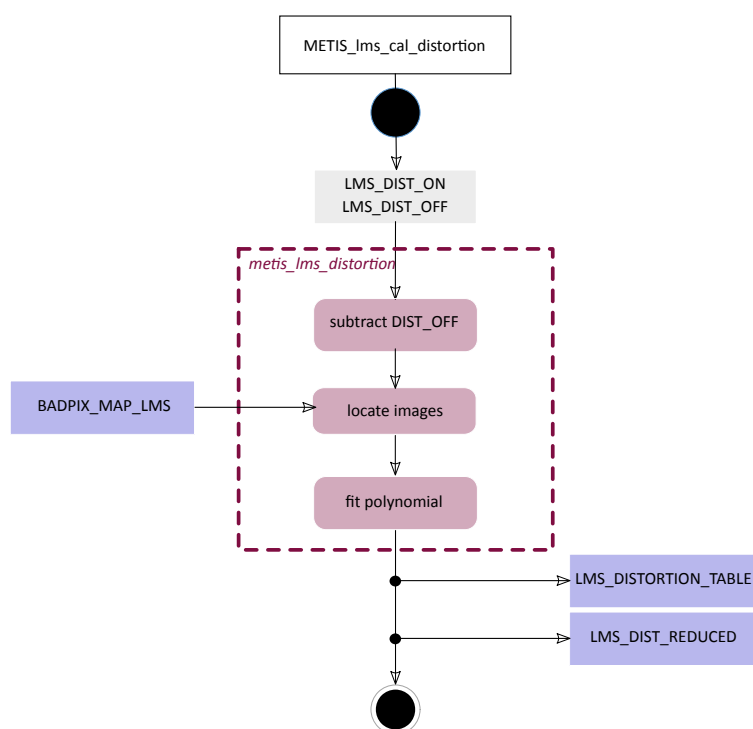 METIS_lms_cal_distortion
LMS_DIST_ON
LMS_DIST_OFF
metis_lms_distortion
subtract DIST_OFF
BADPIX_MAP_LMS
locate images
fit polynomial
LMS_DISTORTION_TABLE
LMS_DIST_REDUCED